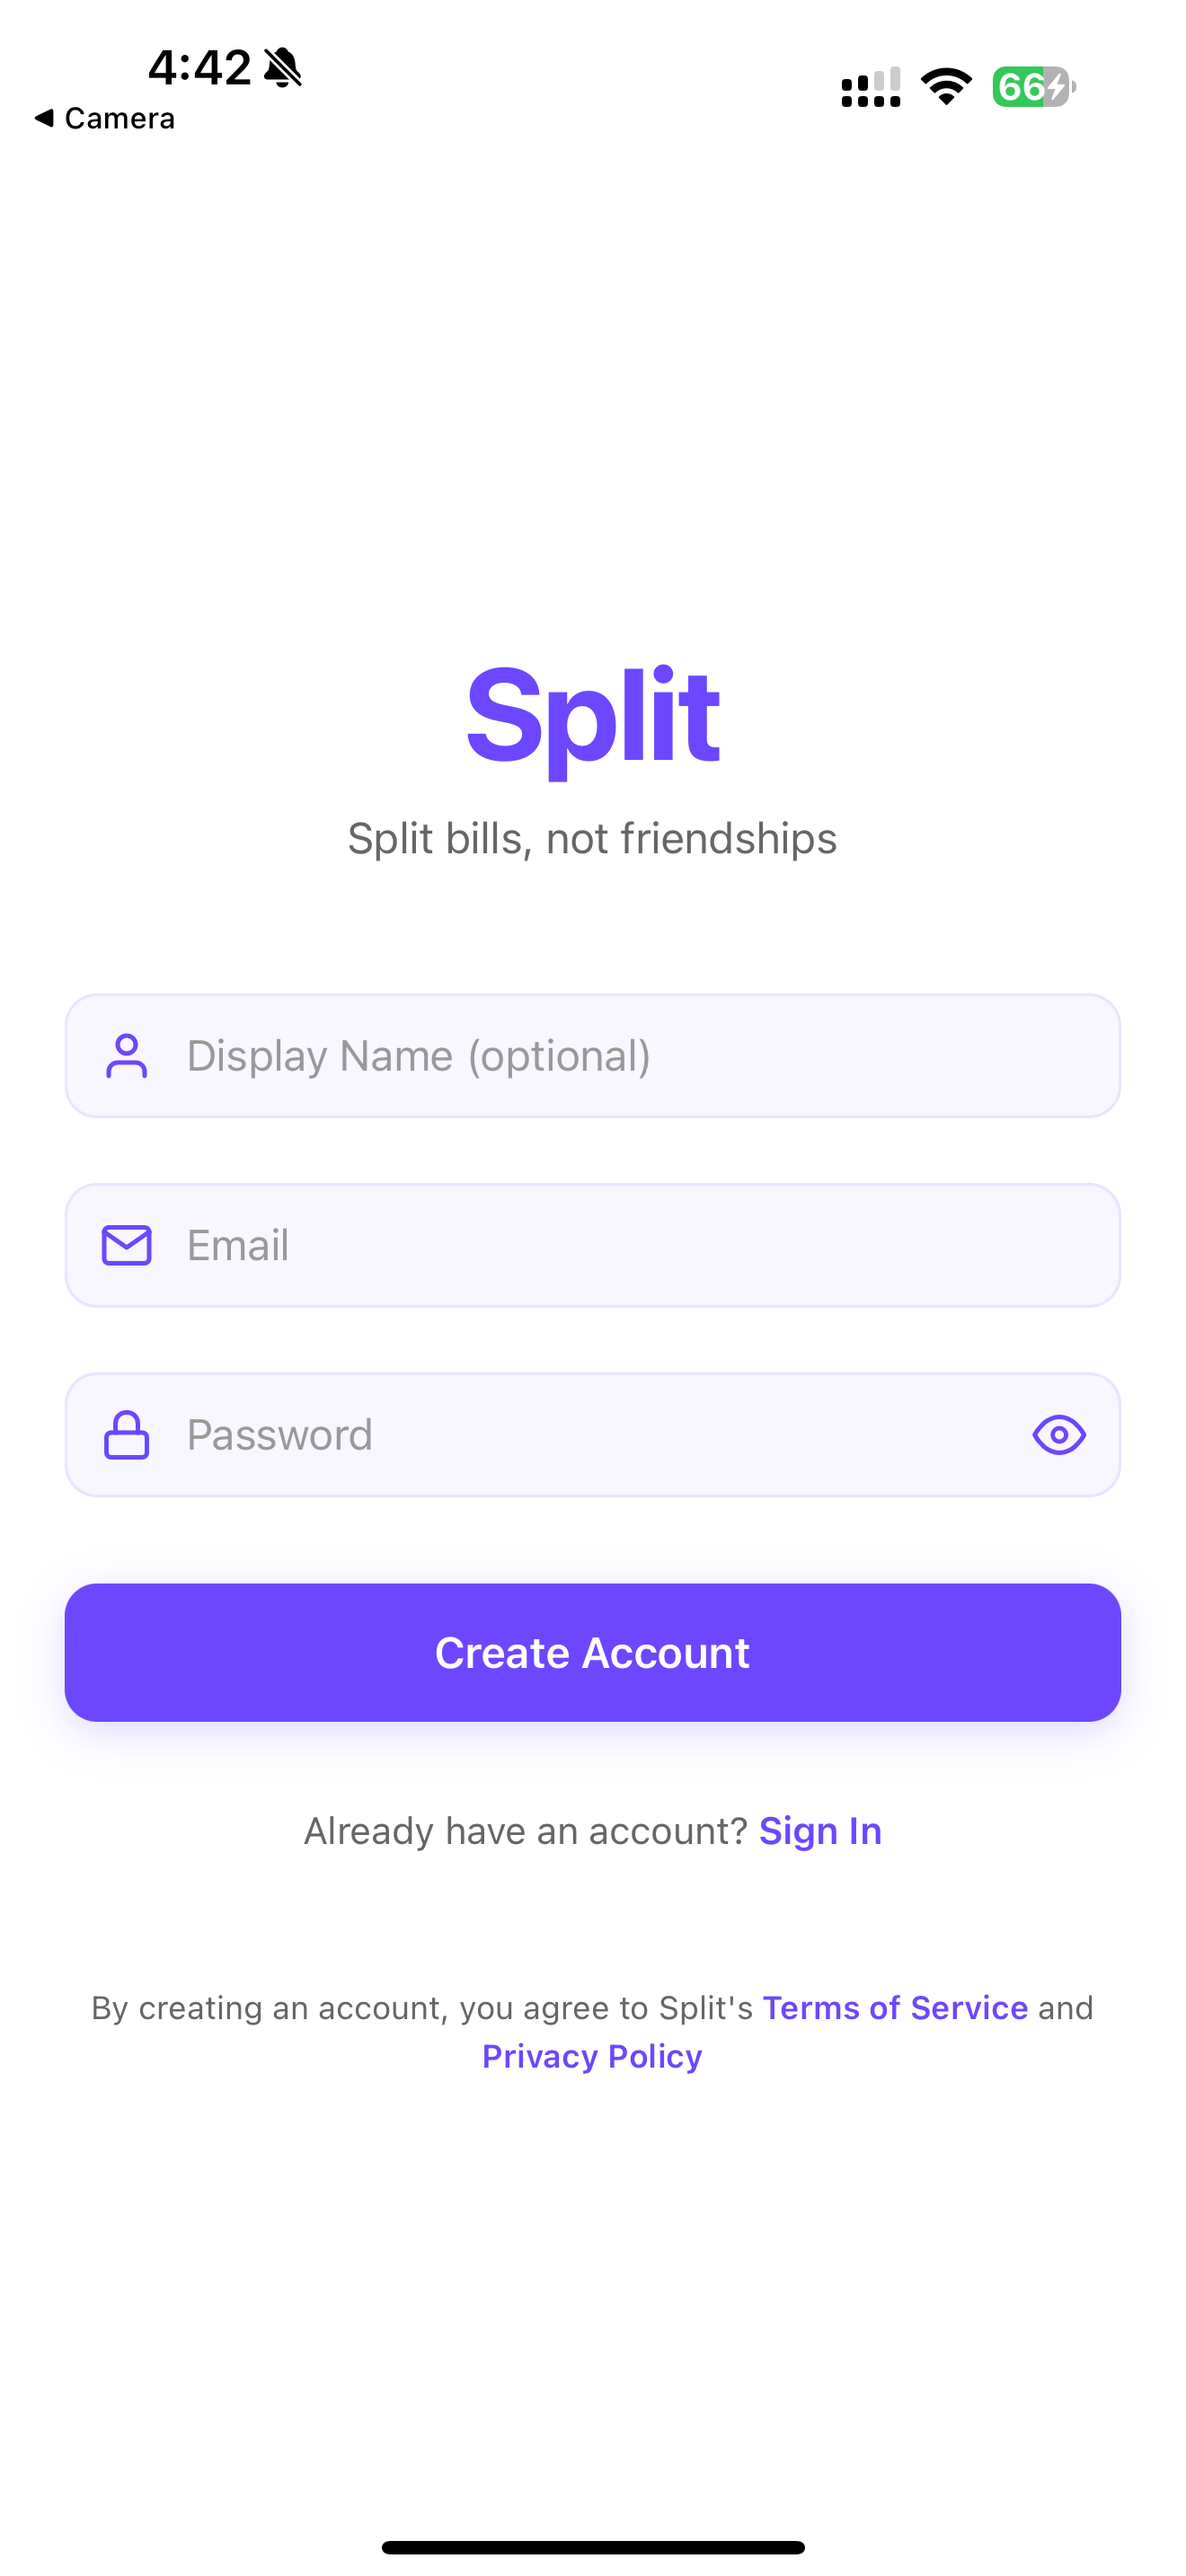 4:42
66
Camera
Split
Split bills, not friendships
Display Name (optional)
Email
Password
Create Account
Already have an account? Sign In
By creating an account, you agree to Split's Terms of Service and
Privacy Policy